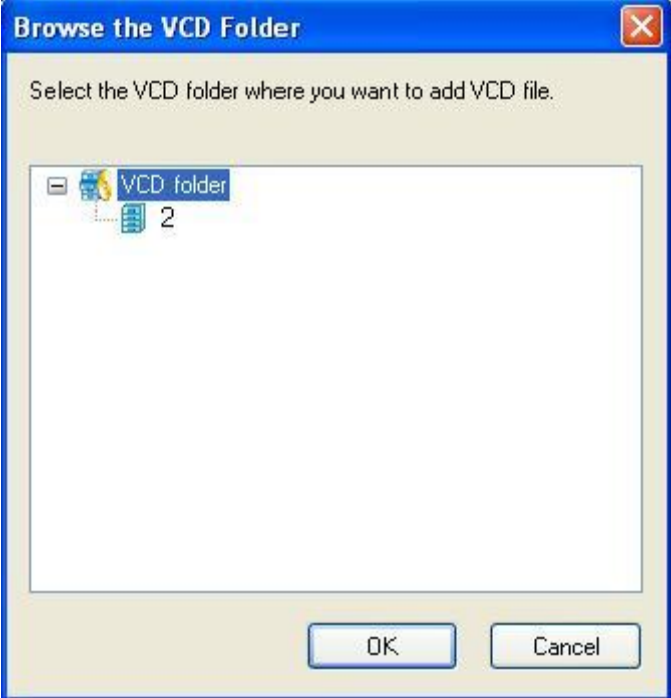 Browse the VCD Folder
Select the VCD folder where you want to add VCD file.
VCD folder
2
OK
Cancel